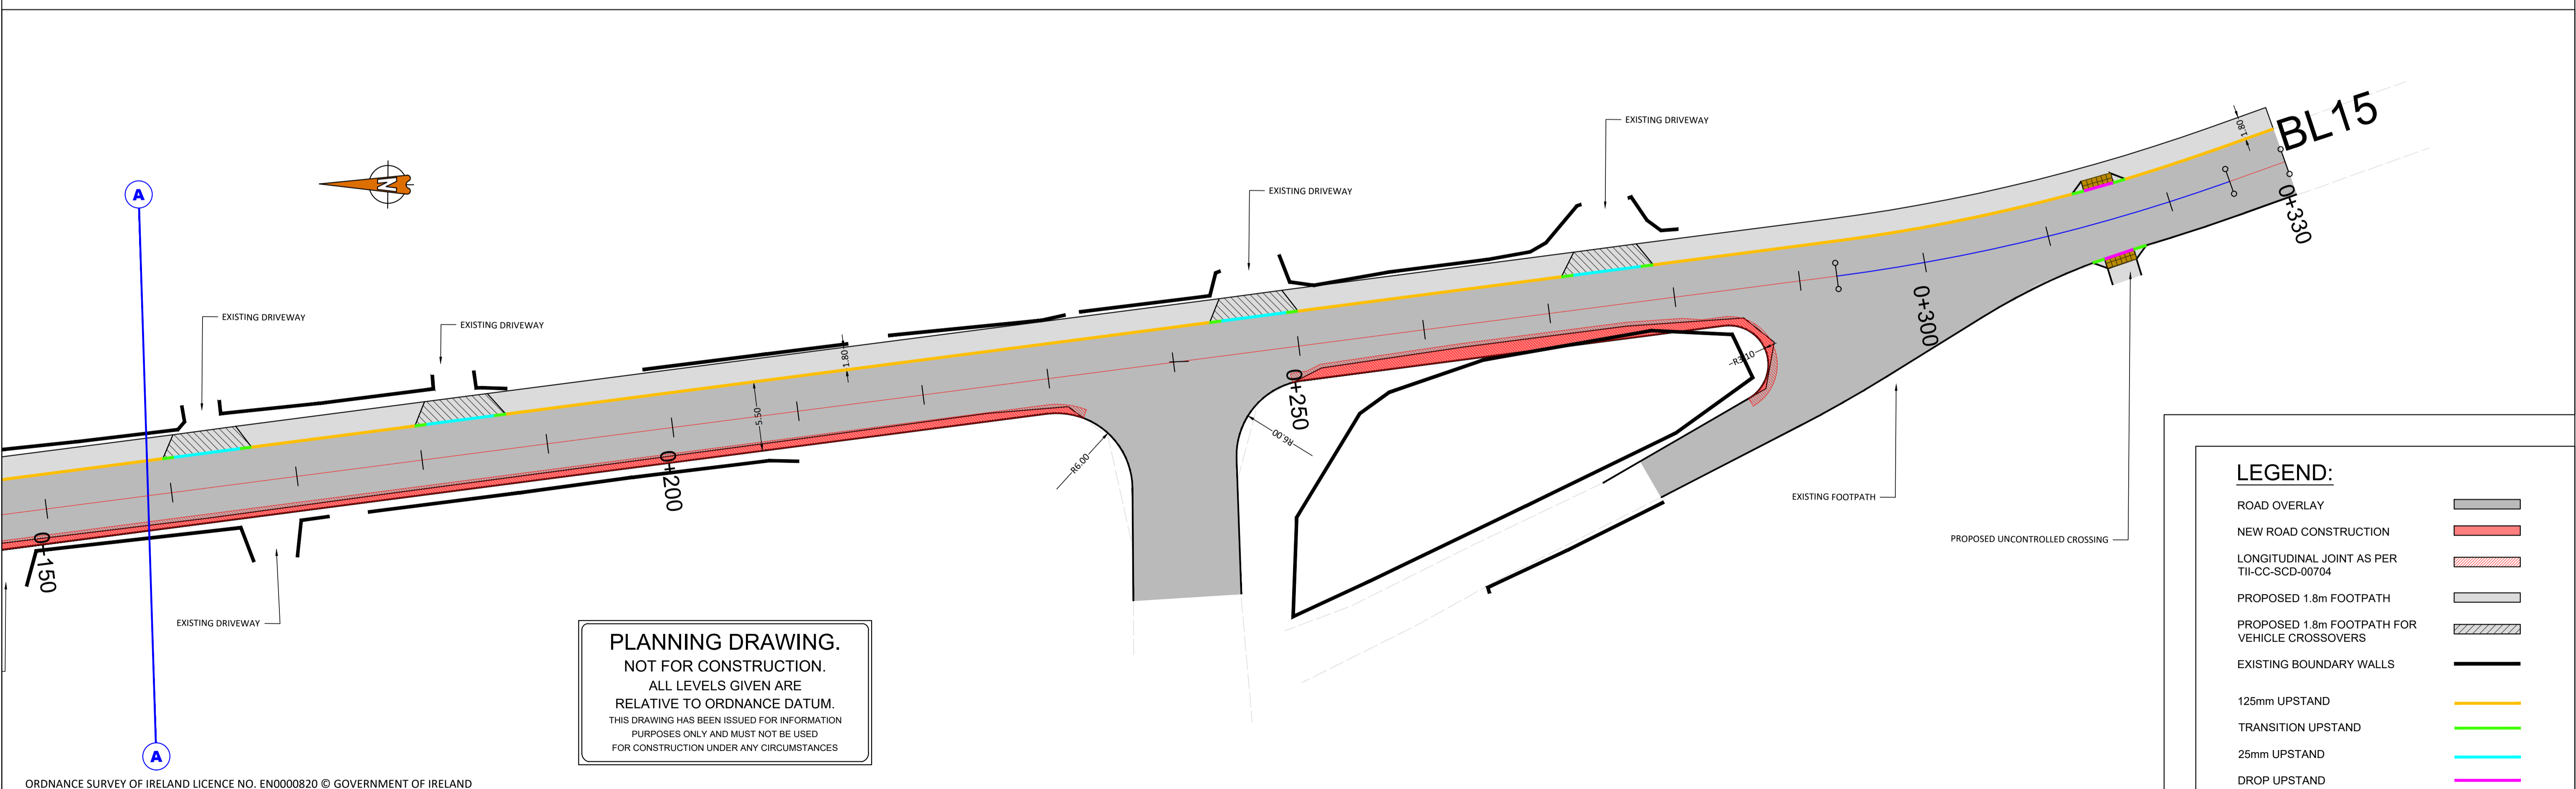 EXISTING DRIVEWAY
BL15
1.80
A
N
EXISTING DRIVEWAY
0+330
EXISTING DRIVEWAY
EXISTING DRIVEWAY
0+300
1.80
R3.10
0+250
5.50
R6.00
R6.00
0+200
EXISTING FOOTPATH
PROPOSED UNCONTROLLED CROSSING
0+150
EXISTING DRIVEWAY
A
PLANNING DRAWING.
NOT FOR CONSTRUCTION.
ALL LEVELS GIVEN ARE
RELATIVE TO ORDNANCE DATUM.
THIS DRAWING HAS BEEN ISSUED FOR INFORMATION
PURPOSES ONLY AND MUST NOT BE USED
FOR CONSTRUCTION UNDER ANY CIRCUMSTANCES
LEGEND:
ROAD OVERLAY
NEW ROAD CONSTRUCTION
LONGITUDINAL JOINT AS PER
TII-CC-SCD-00704
PROPOSED 1.8m FOOTPATH
PROPOSED 1.8m FOOTPATH FOR
VEHICLE CROSSOVERS
EXISTING BOUNDARY WALLS
125mm UPSTAND
TRANSITION UPSTAND
25mm UPSTAND
DROP UPSTAND
ORDNANCE SURVEY OF IRELAND LICENCE NO. EN0000820 © GOVERNMENT OF IRELAND